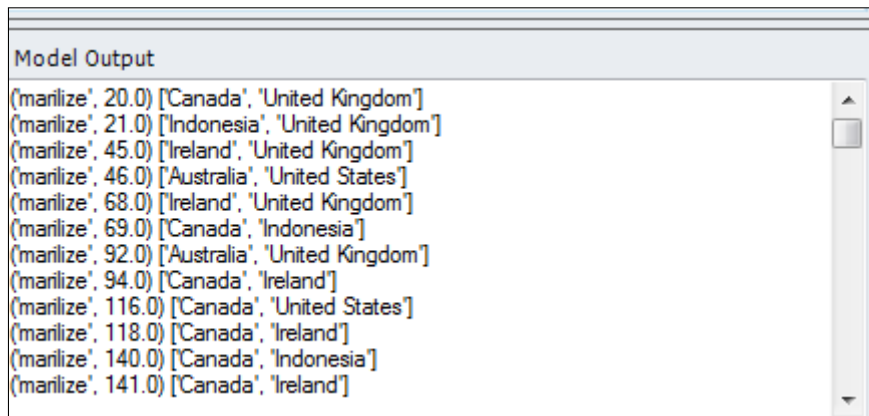 Model Output
('marilize', 20.0) ['Canada', 'United Kingdom']
('marilize', 21.0) ['Indonesia', 'United Kingdom']
('marilize', 45.0) ['Ireland', 'United Kingdom']
('marilize', 46.0) ['Australia', 'United States']
('marilize', 68.0) ['Ireland', 'United Kingdom']
('marilize', 69.0) ['Canada', 'Indonesia']
('marilize', 92.0) ['Australia', 'United Kingdom']
('marilize', 94.0) ['Canada', 'Ireland']
('marilize', 116.0) ['Canada', 'United States']
('marilize', 118.0) ['Canada', 'Ireland']
('marilize', 140.0) ['Canada', 'Indonesia']
('marilize', 141.0) ['Canada', 'Ireland']